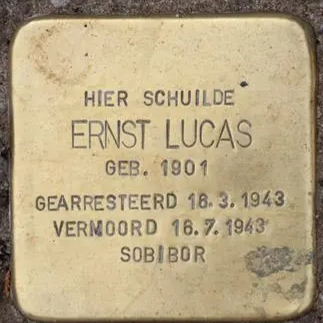 HIER SCHUILDE
ERNST LUCAS
GEB. 1901
GEARRESTEERD 18.3.1943
VERMOORD 16.7.1943
SOBIBOR